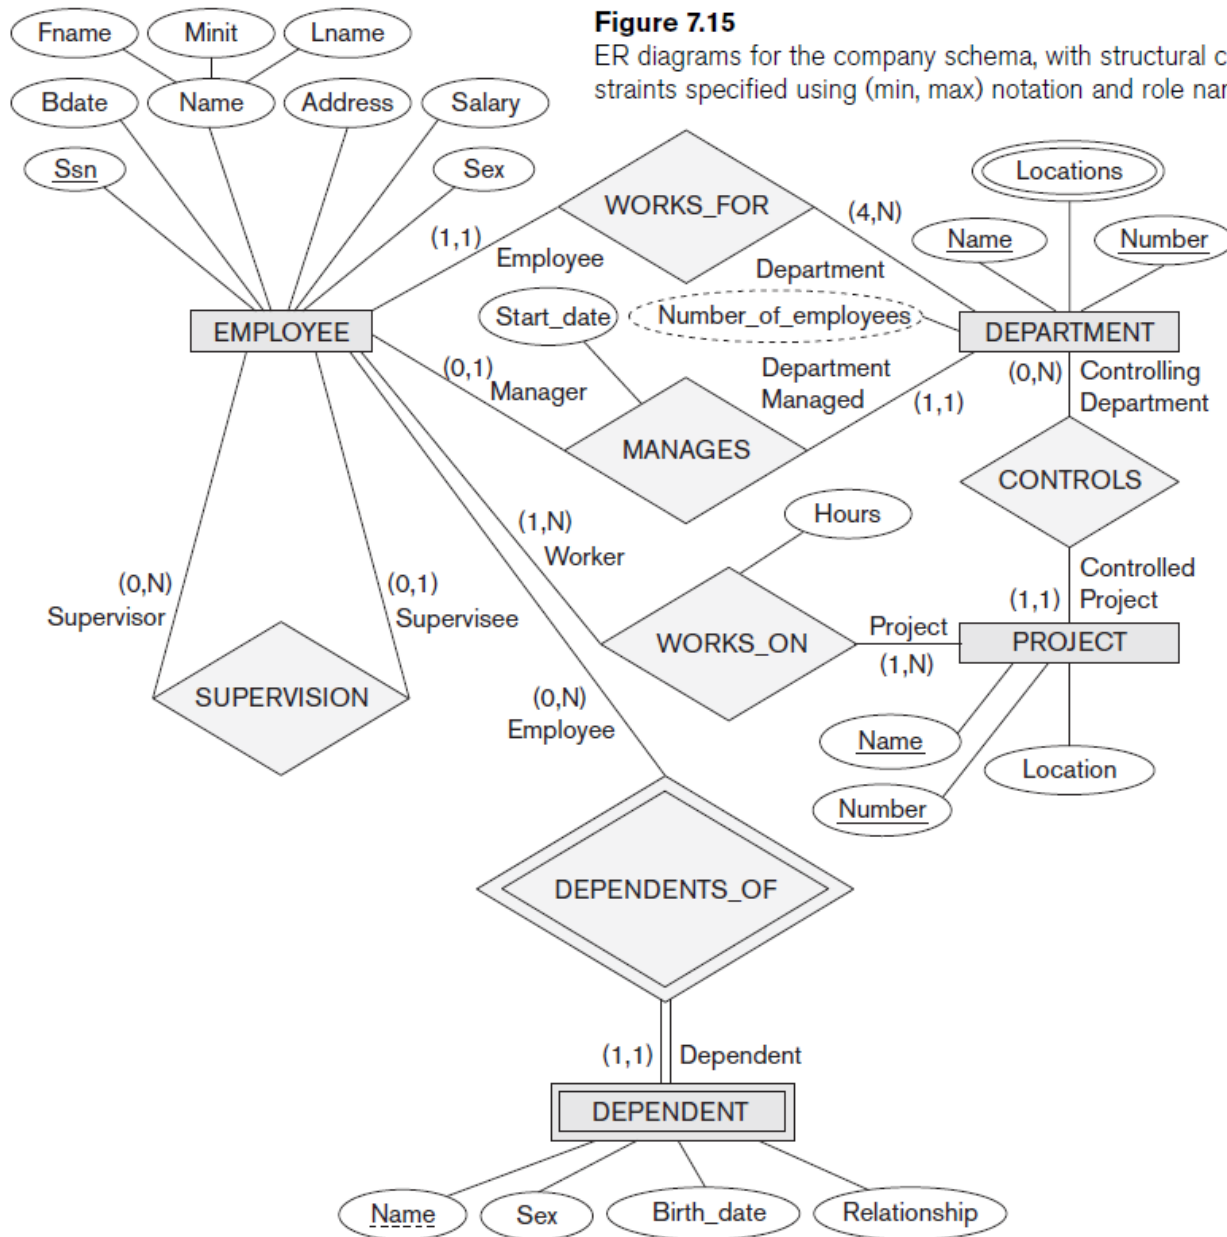 Figure 7.15
ER diagrams for the company schema, with structural c
straints specified using (min, max) notation and role nar
Fname
Minit
Lname
Bdate
Name
Address
Salary
Ssn
Sex
WORKS_FOR
Locations
Name
Number
(1,1)
Employee
(4,N)
Department
Start_date
Number_of_employees
EMPLOYEE
DEPARTMENT
(0,1)
Manager
Department
Managed
(1,1)
(0,N)
Controlling
Department
MANAGES
CONTROLS
Hours
(1,N)
Worker
(0,N)
Supervisor
(0,1)
Supervisee
Controlled
Project
(1,1)
WORKS_ON
Project
(1,N)
PROJECT
SUPERVISION
(0,N)
Employee
Name
Location
Number
DEPENDENTS_OF
(1,1)
Dependent
DEPENDENT
Name
Sex
Birth_date
Relationship